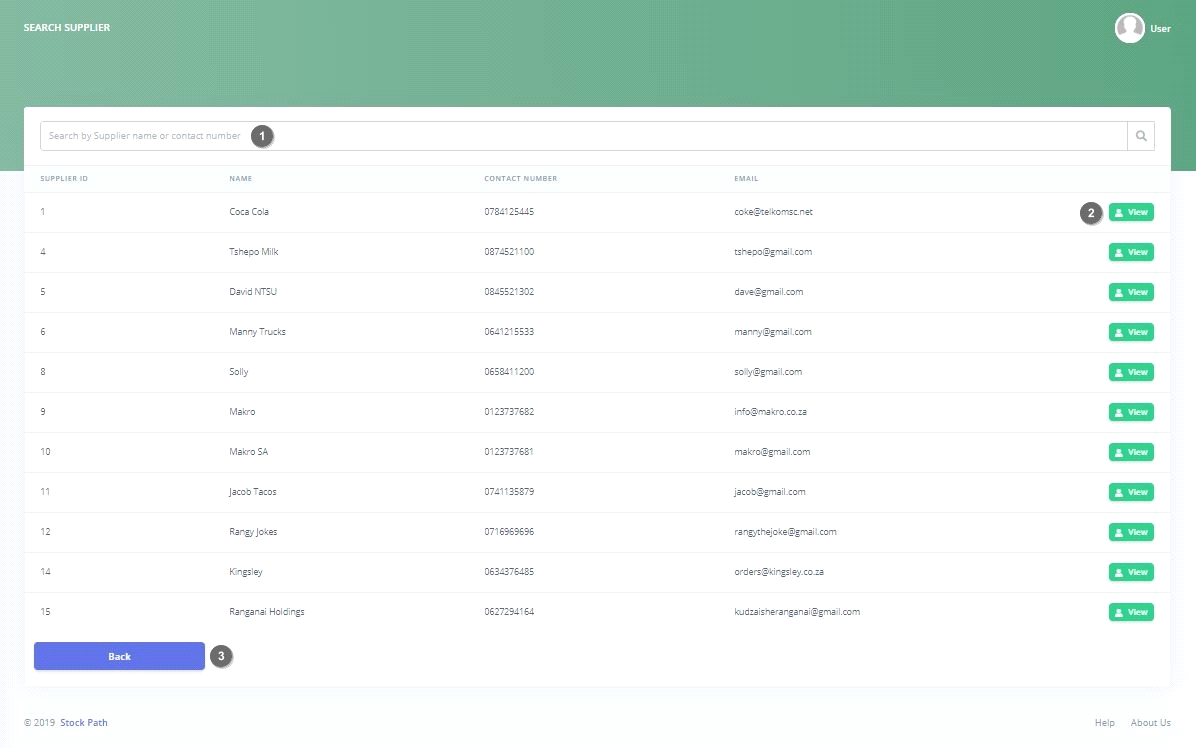 SEARCH SUPPLIER
User
Search by Supplier name or contact number 1
SUPPLIER ID NAME CONTACT NUMBER EMAIL
1 Coca Cola 0784125445 coke@telkomsc.net 2 View
4 Tshepo Milk 0874521100 tshepo@gmail.com View
5 David NTSU 0845521302 dave@gmail.com View
6 Manny Trucks 0641215533 manny@gmail.com View
8 Solly 0658411200 solly@gmail.com View
9 Makro 0123737682 info@makro.co.za View
10 Makro SA 0123737681 makro@gmail.com View
11 Jacob Tacos 0741135879 jacob@gmail.com View
12 Rangy Jokes 0716969696 rangythejoke@gmail.com View
14 Kingsley 0634376485 orders@kingsley.co.za View
15 Ranganai Holdings 0627294164 kudzaisheranganai@gmail.com View
Back 3
© 2019 Stock Path Help About Us